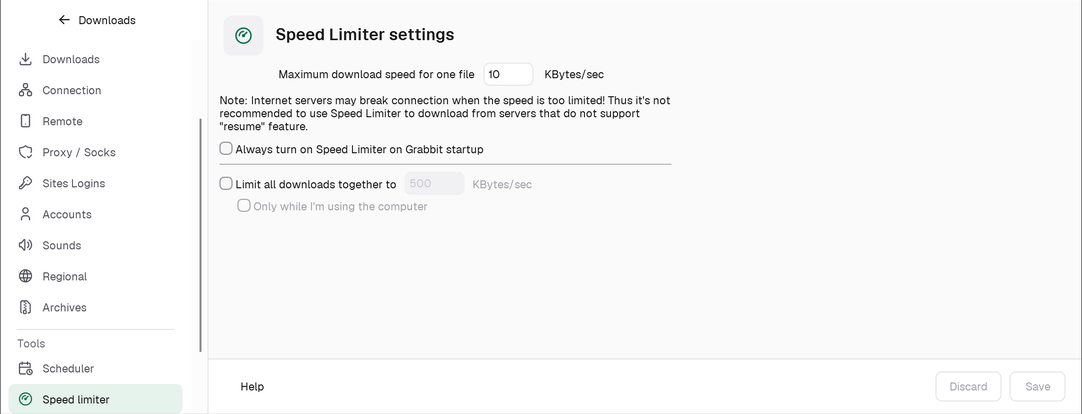 Downloads
Downloads
Connection
Remote
Proxy / Socks
Sites Logins
Accounts
Sounds
Regional
Archives
Tools
Scheduler
Speed limiter
Speed Limiter settings
Maximum download speed for one file 10 KBytes/sec
Note: Internet servers may break connection when the speed is too limited! Thus it's not
recommended to use Speed Limiter to download from servers that do not support
"resume" feature.
Always turn on Speed Limiter on Grabbit startup
Limit all downloads together to 500 KBytes/sec
Only while I'm using the computer
Help
Discard
Save